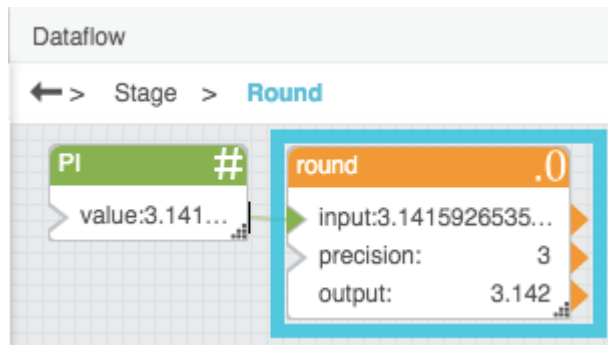 Dataflow
← > Stage > Round
PI #
value:3.141...
round .0
input:3.1415926535...
precision: 3
output: 3.142